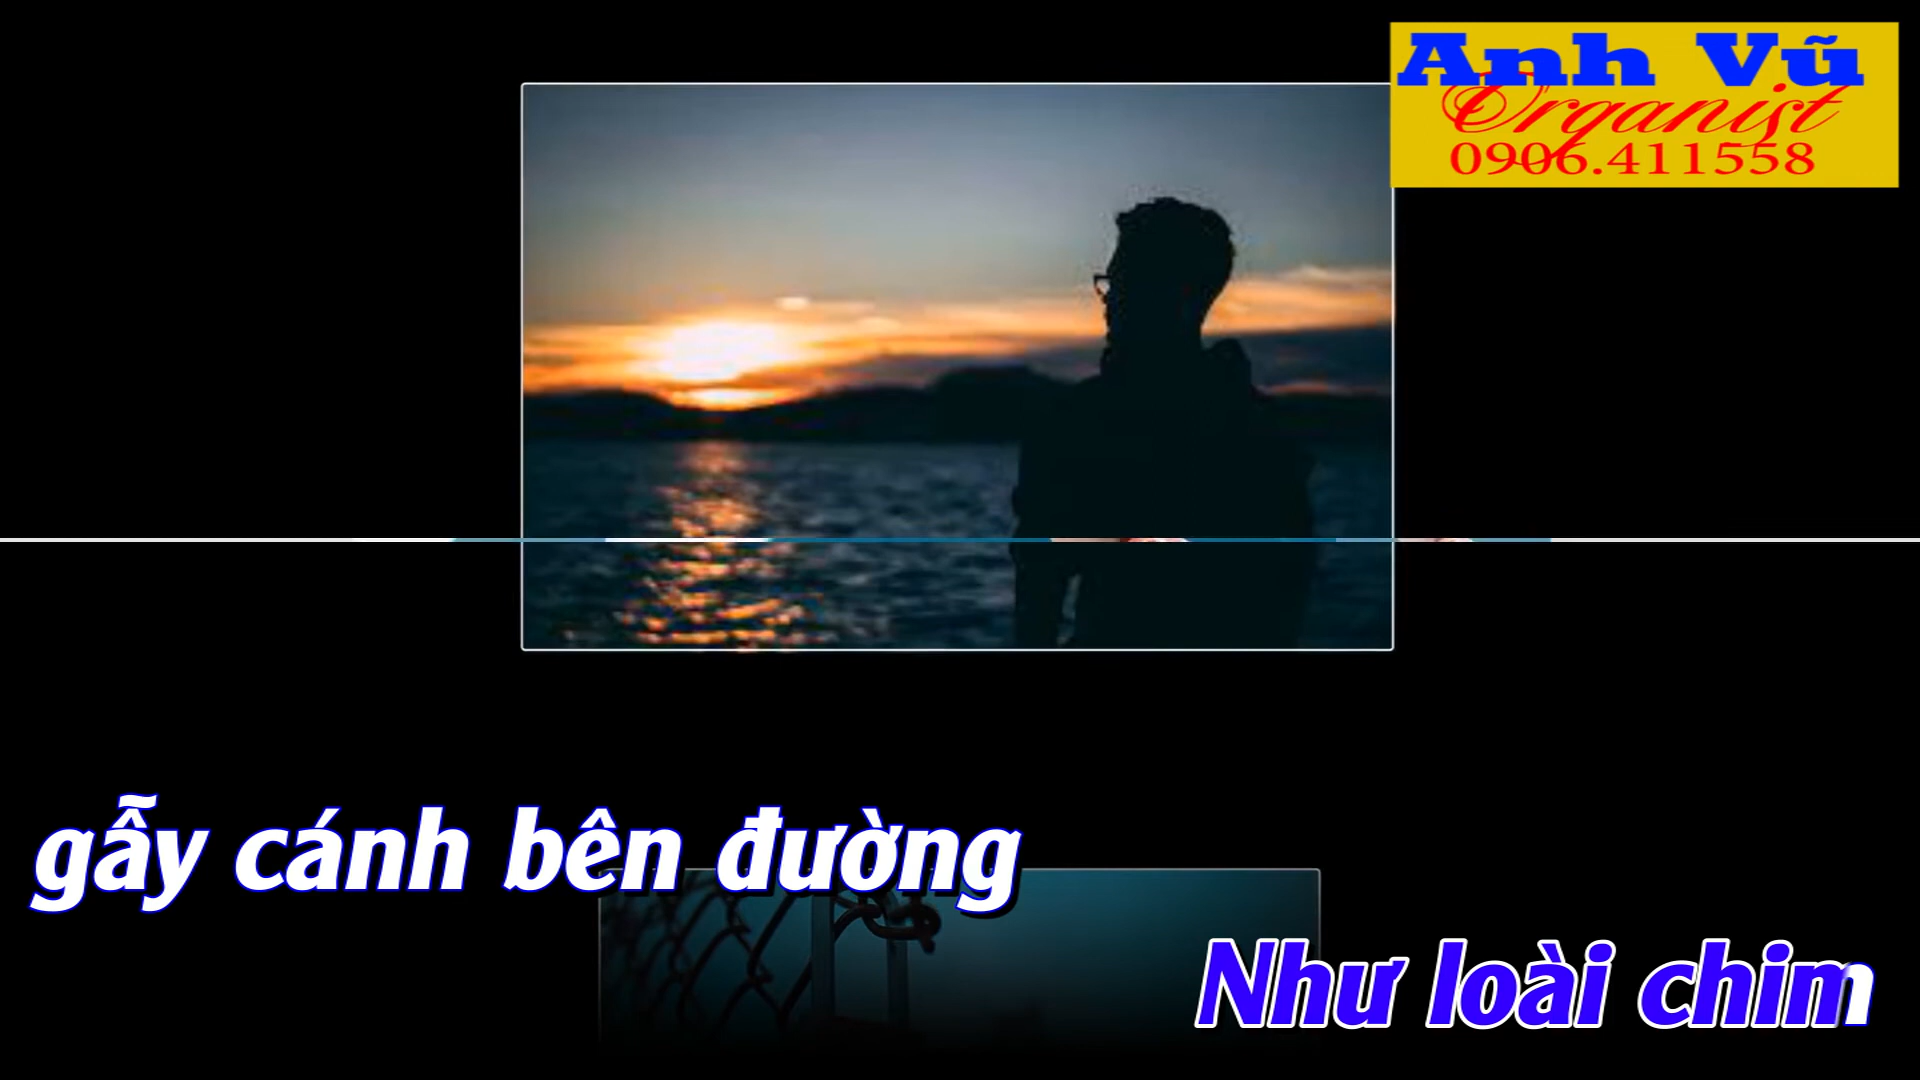 Anh Vũ
Organist
0906.411558
gẫy cánh bên đường
Như loài chim